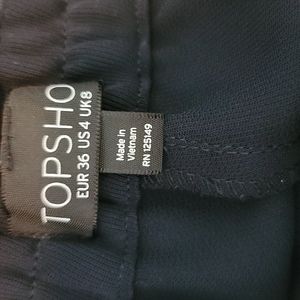 TOPSHO
EUR 36 US 4 UK8
Made in
Vietnam
RN 125149